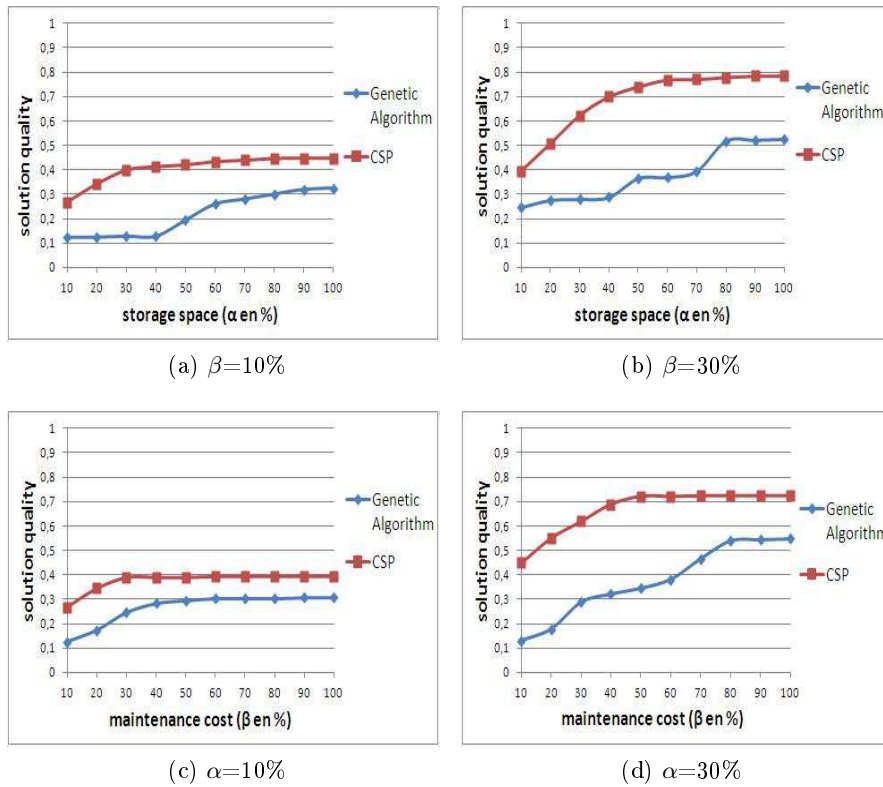 1
0,9
0,8
0,7
0,6
0,5
0,4
0,3
0,2
0,1
0
solution quality
10 20 30 40 50 60 70 80 90 100
storage space (α en %)
Genetic
Algorithm
CSP
(a) β=10%
1
0,9
0,8
0,7
0,6
0,5
0,4
0,3
0,2
0,1
0
solution quality
10 20 30 40 50 60 70 80 90 100
storage space (α en %)
Genetic
Algorithm
CSP
(b) β=30%
1
0,9
0,8
0,7
0,6
0,5
0,4
0,3
0,2
0,1
0
solution quality
10 20 30 40 50 60 70 80 90 100
maintenance cost (β en %)
Genetic
Algorithm
CSP
(c) α=10%
1
0,9
0,8
0,7
0,6
0,5
0,4
0,3
0,2
0,1
0
solution quality
10 20 30 40 50 60 70 80 90 100
maintenance cost (β en %)
Genetic
Algorithm
CSP
(d) α=30%